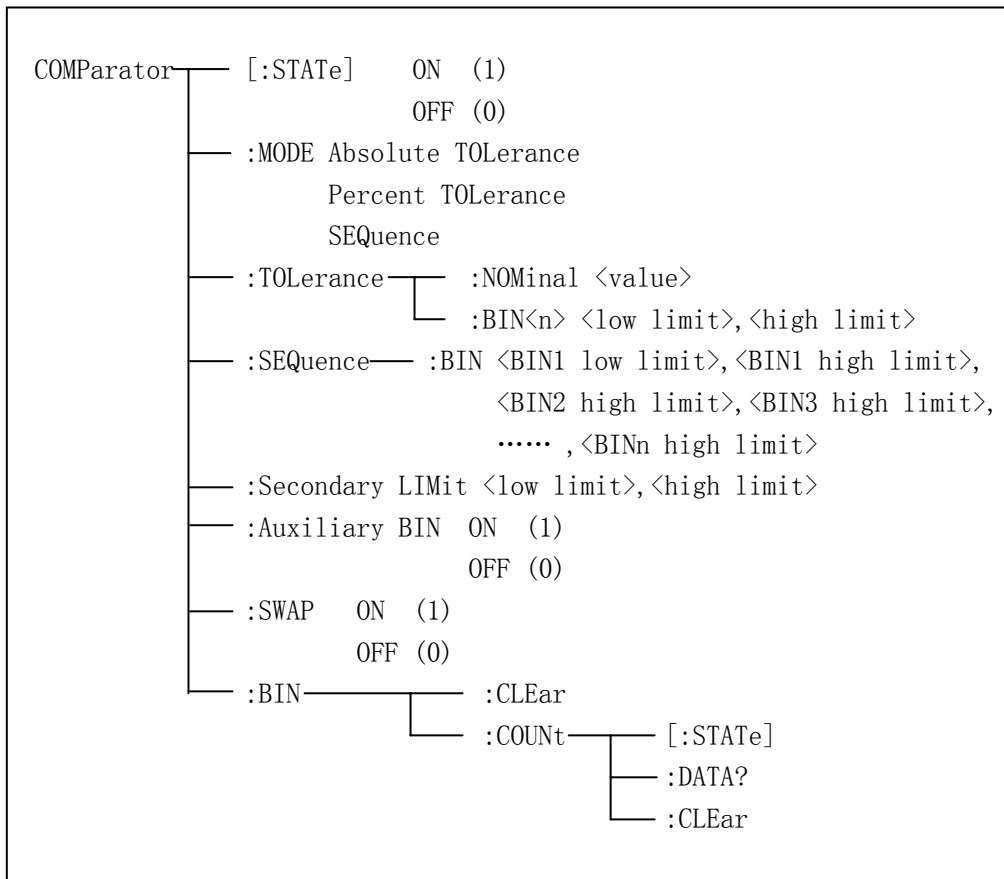 COMParator [:STATe] ON (1)
OFF (0)
:MODE Absolute TOLerance
Percent TOLerance
SEQuence
:TOLerance :NOMinal <value>
:BIN<n> <low limit>,<high limit>
:SEQuence :BIN <BIN1 low limit>,<BIN1 high limit>,
<BIN2 high limit>,<BIN3 high limit>,
…… ,<BINn high limit>
:Secondary LIMit <low limit>,<high limit>
:Auxiliary BIN ON (1)
OFF (0)
:SWAP ON (1)
OFF (0)
:BIN :CLEar
:COUNt [:STATe]
:DATA?
:CLEar